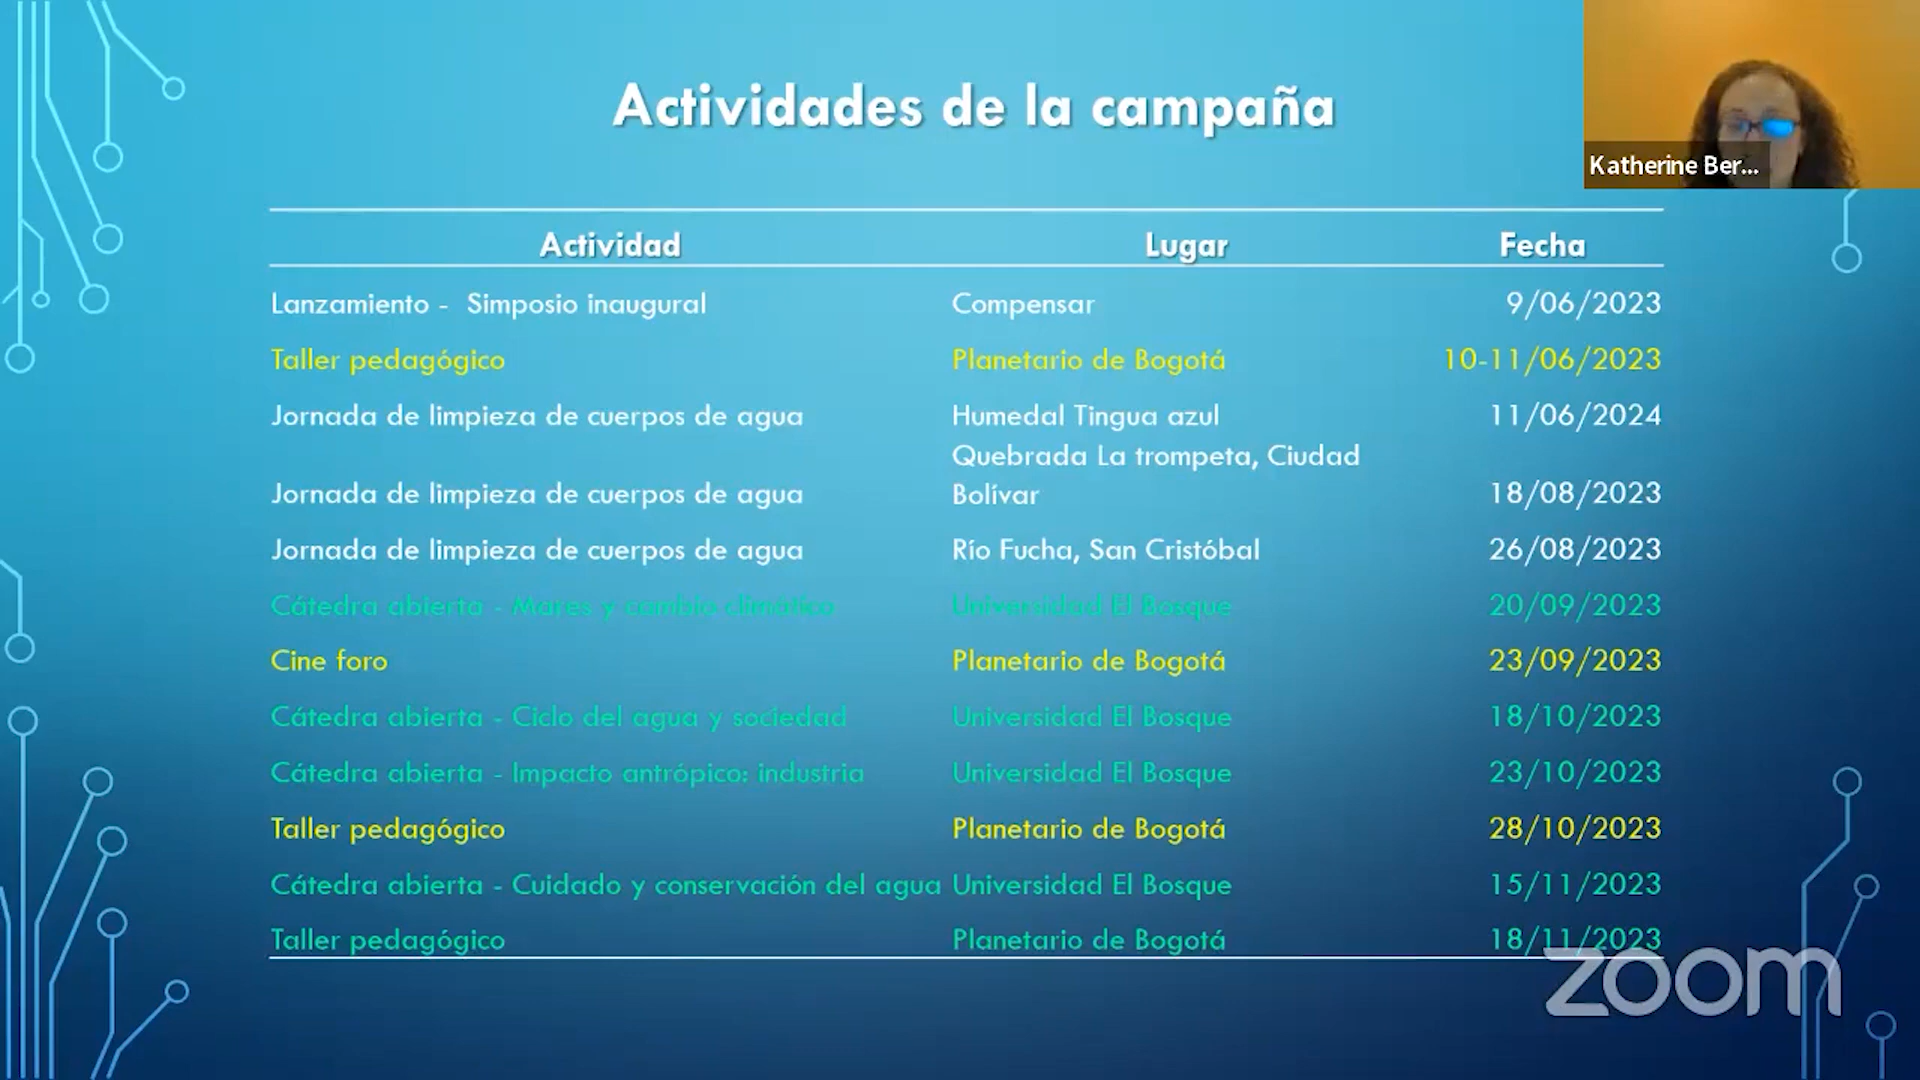 Actividades de la campaña
Katherine Ber...
Actividad Lugar Fecha
Lanzamiento - Simposio inaugural Compensar 9/06/2023
Taller pedagógico Planetario de Bogotá 10-11/06/2023
Jornada de limpieza de cuerpos de agua Humedal Tingua azul 11/06/2024
Quebrada La trompeta, Ciudad
Jornada de limpieza de cuerpos de agua Bolívar 18/08/2023
Jornada de limpieza de cuerpos de agua Río Fucha, San Cristóbal 26/08/2023
Cátedra abierta - Mares y cambio climático Universidad El Bosque 20/09/2023
Cine foro Planetario de Bogotá 23/09/2023
Cátedra abierta - Ciclo del agua y sociedad Universidad El Bosque 18/10/2023
Cátedra abierta - Impacto antrópico: industria Universidad El Bosque 23/10/2023
Taller pedagógico Planetario de Bogotá 28/10/2023
Cátedra abierta - Cuidado y conservación del agua Universidad El Bosque 15/11/2023
Taller pedagógico Planetario de Bogotá 18/11/2023
zoom